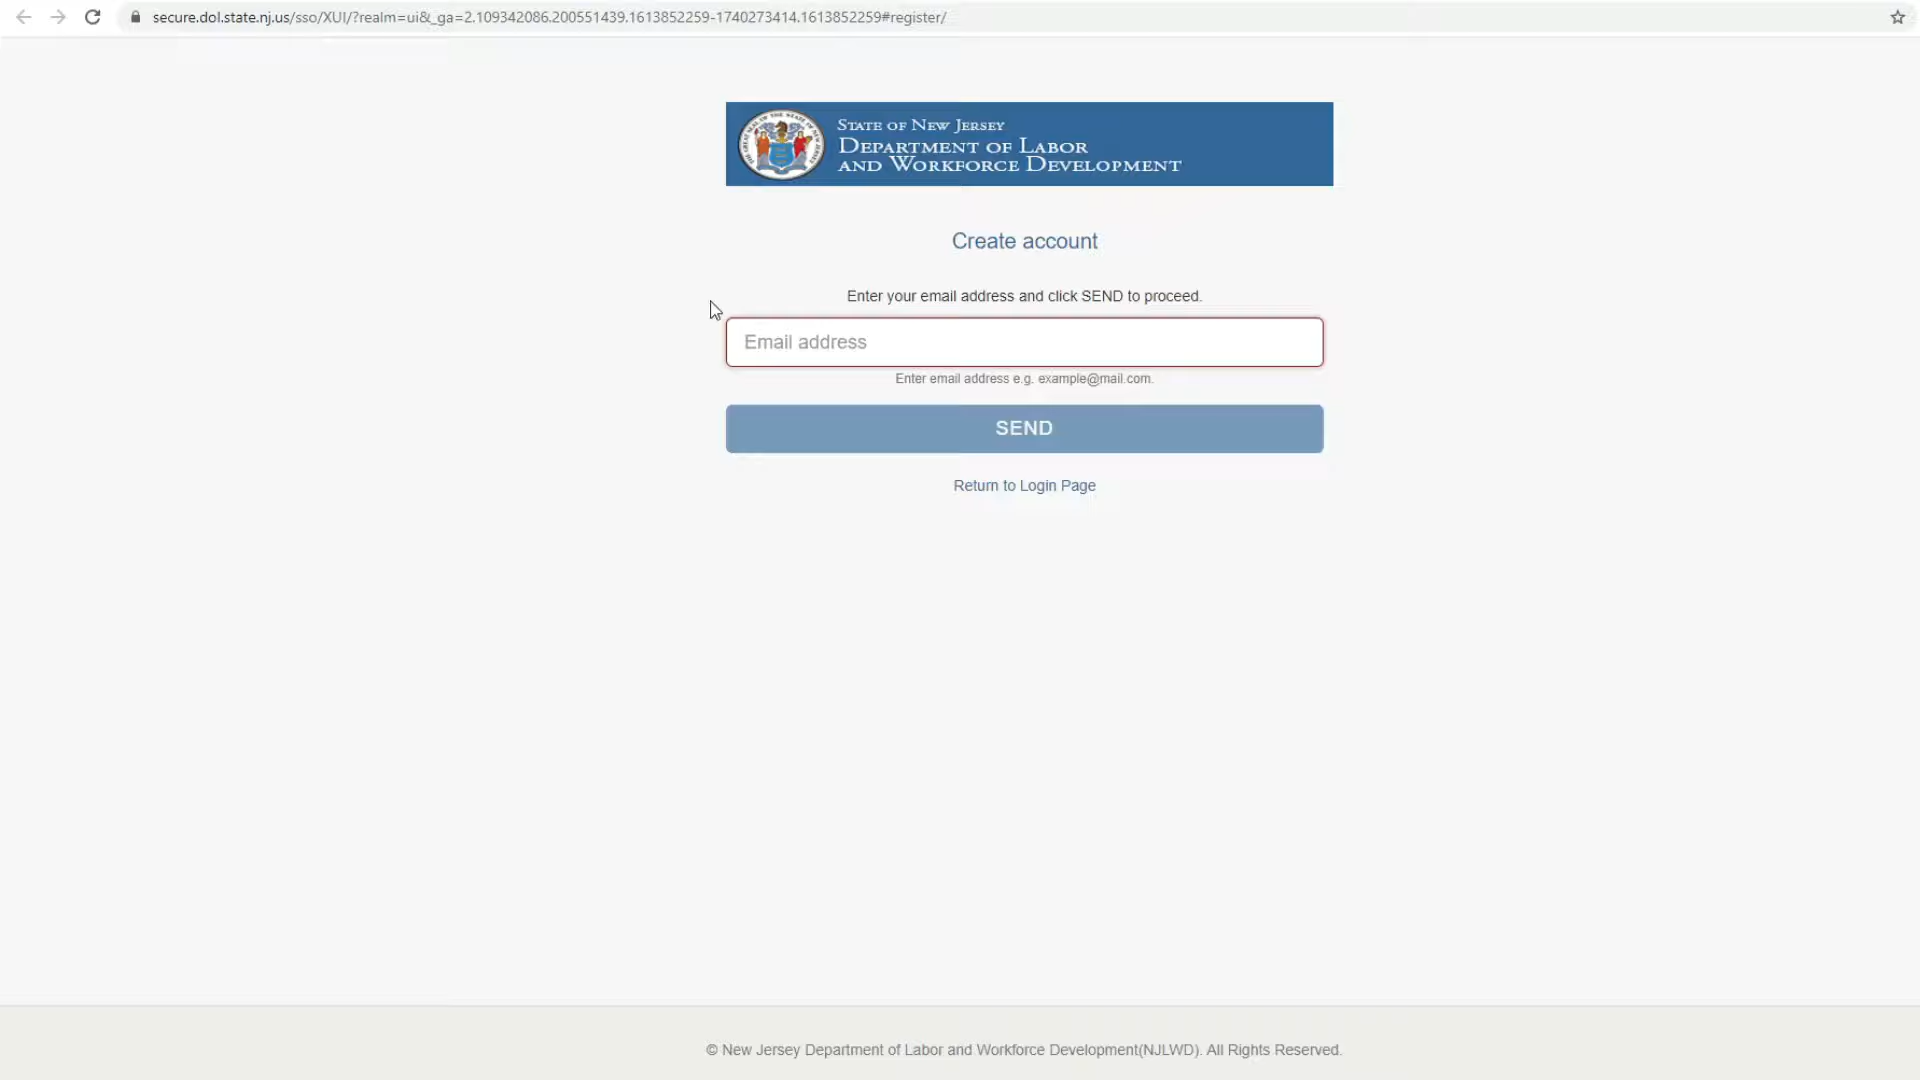 secure.dol.state.nj.us/sso/XUI/?realm=ui&_ga=2.109342086.200551439.1613852259-1740273414.1613852259#register/
State of New Jersey
Department of Labor
and Workforce Development
Create account
Enter your email address and click SEND to proceed.
Email address
Enter email address e.g. example@mail.com.
SEND
Return to Login Page
© New Jersey Department of Labor and Workforce Development(NJLWD). All Rights Reserved.